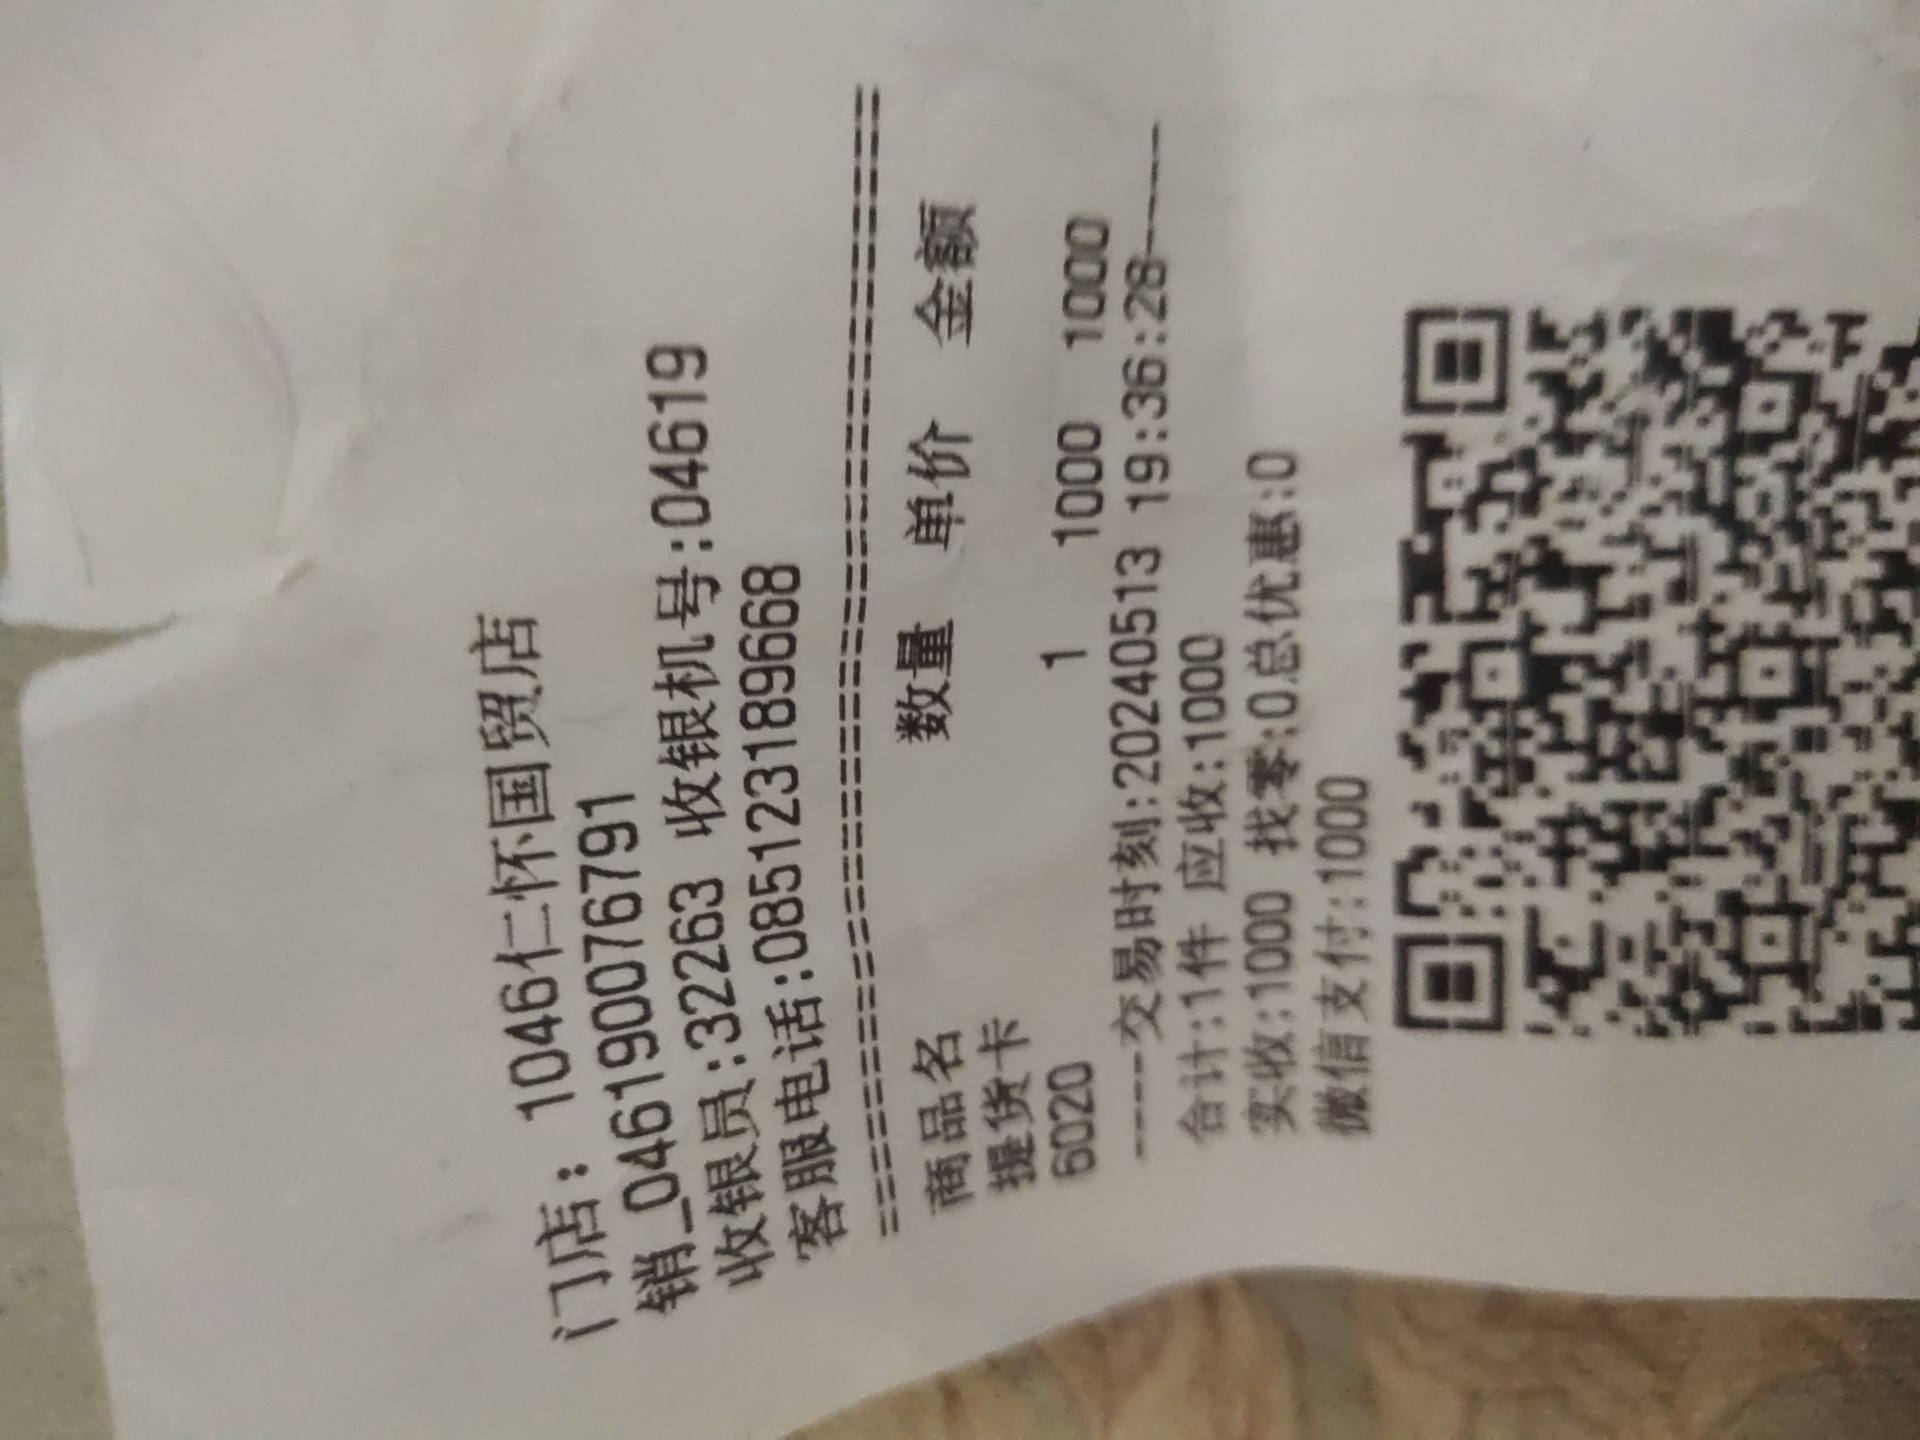 门店: 1046仁怀国贸店
销_046190076791
收银员:32263 收银机号:04619
客服电话:085123189668
==========================================
商品名 数量 单价 金额
提货卡
6020 1 1000 1000
-----交易时刻:20240513 19:36:28-----
合计:1件 应收:1000
实收:1000 找零:0总优惠:0
微信支付:1000